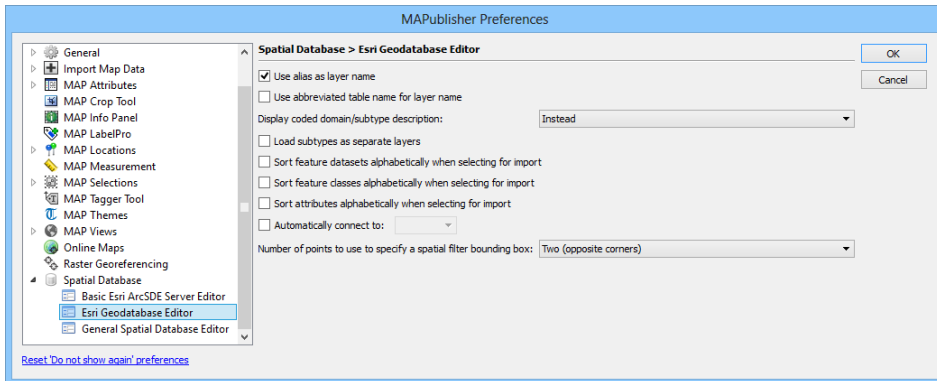 MAPublisher Preferences
General
Import Map Data
MAP Attributes
MAP Crop Tool
MAP Info Panel
MAP LabelPro
MAP Locations
MAP Measurement
MAP Selections
MAP Tagger Tool
MAP Themes
MAP Views
Online Maps
Raster Georeferencing
Spatial Database
Basic Esri ArcSDE Server Editor
Esri Geodatabase Editor
General Spatial Database Editor
Reset 'Do not show again' preferences
Spatial Database > Esri Geodatabase Editor
Use alias as layer name
Use abbreviated table name for layer name
Display coded domain/subtype description: Instead
Load subtypes as separate layers
Sort feature datasets alphabetically when selecting for import
Sort feature classes alphabetically when selecting for import
Sort attributes alphabetically when selecting for import
Automatically connect to:
Number of points to use to specify a spatial filter bounding box: Two (opposite corners)
OK
Cancel